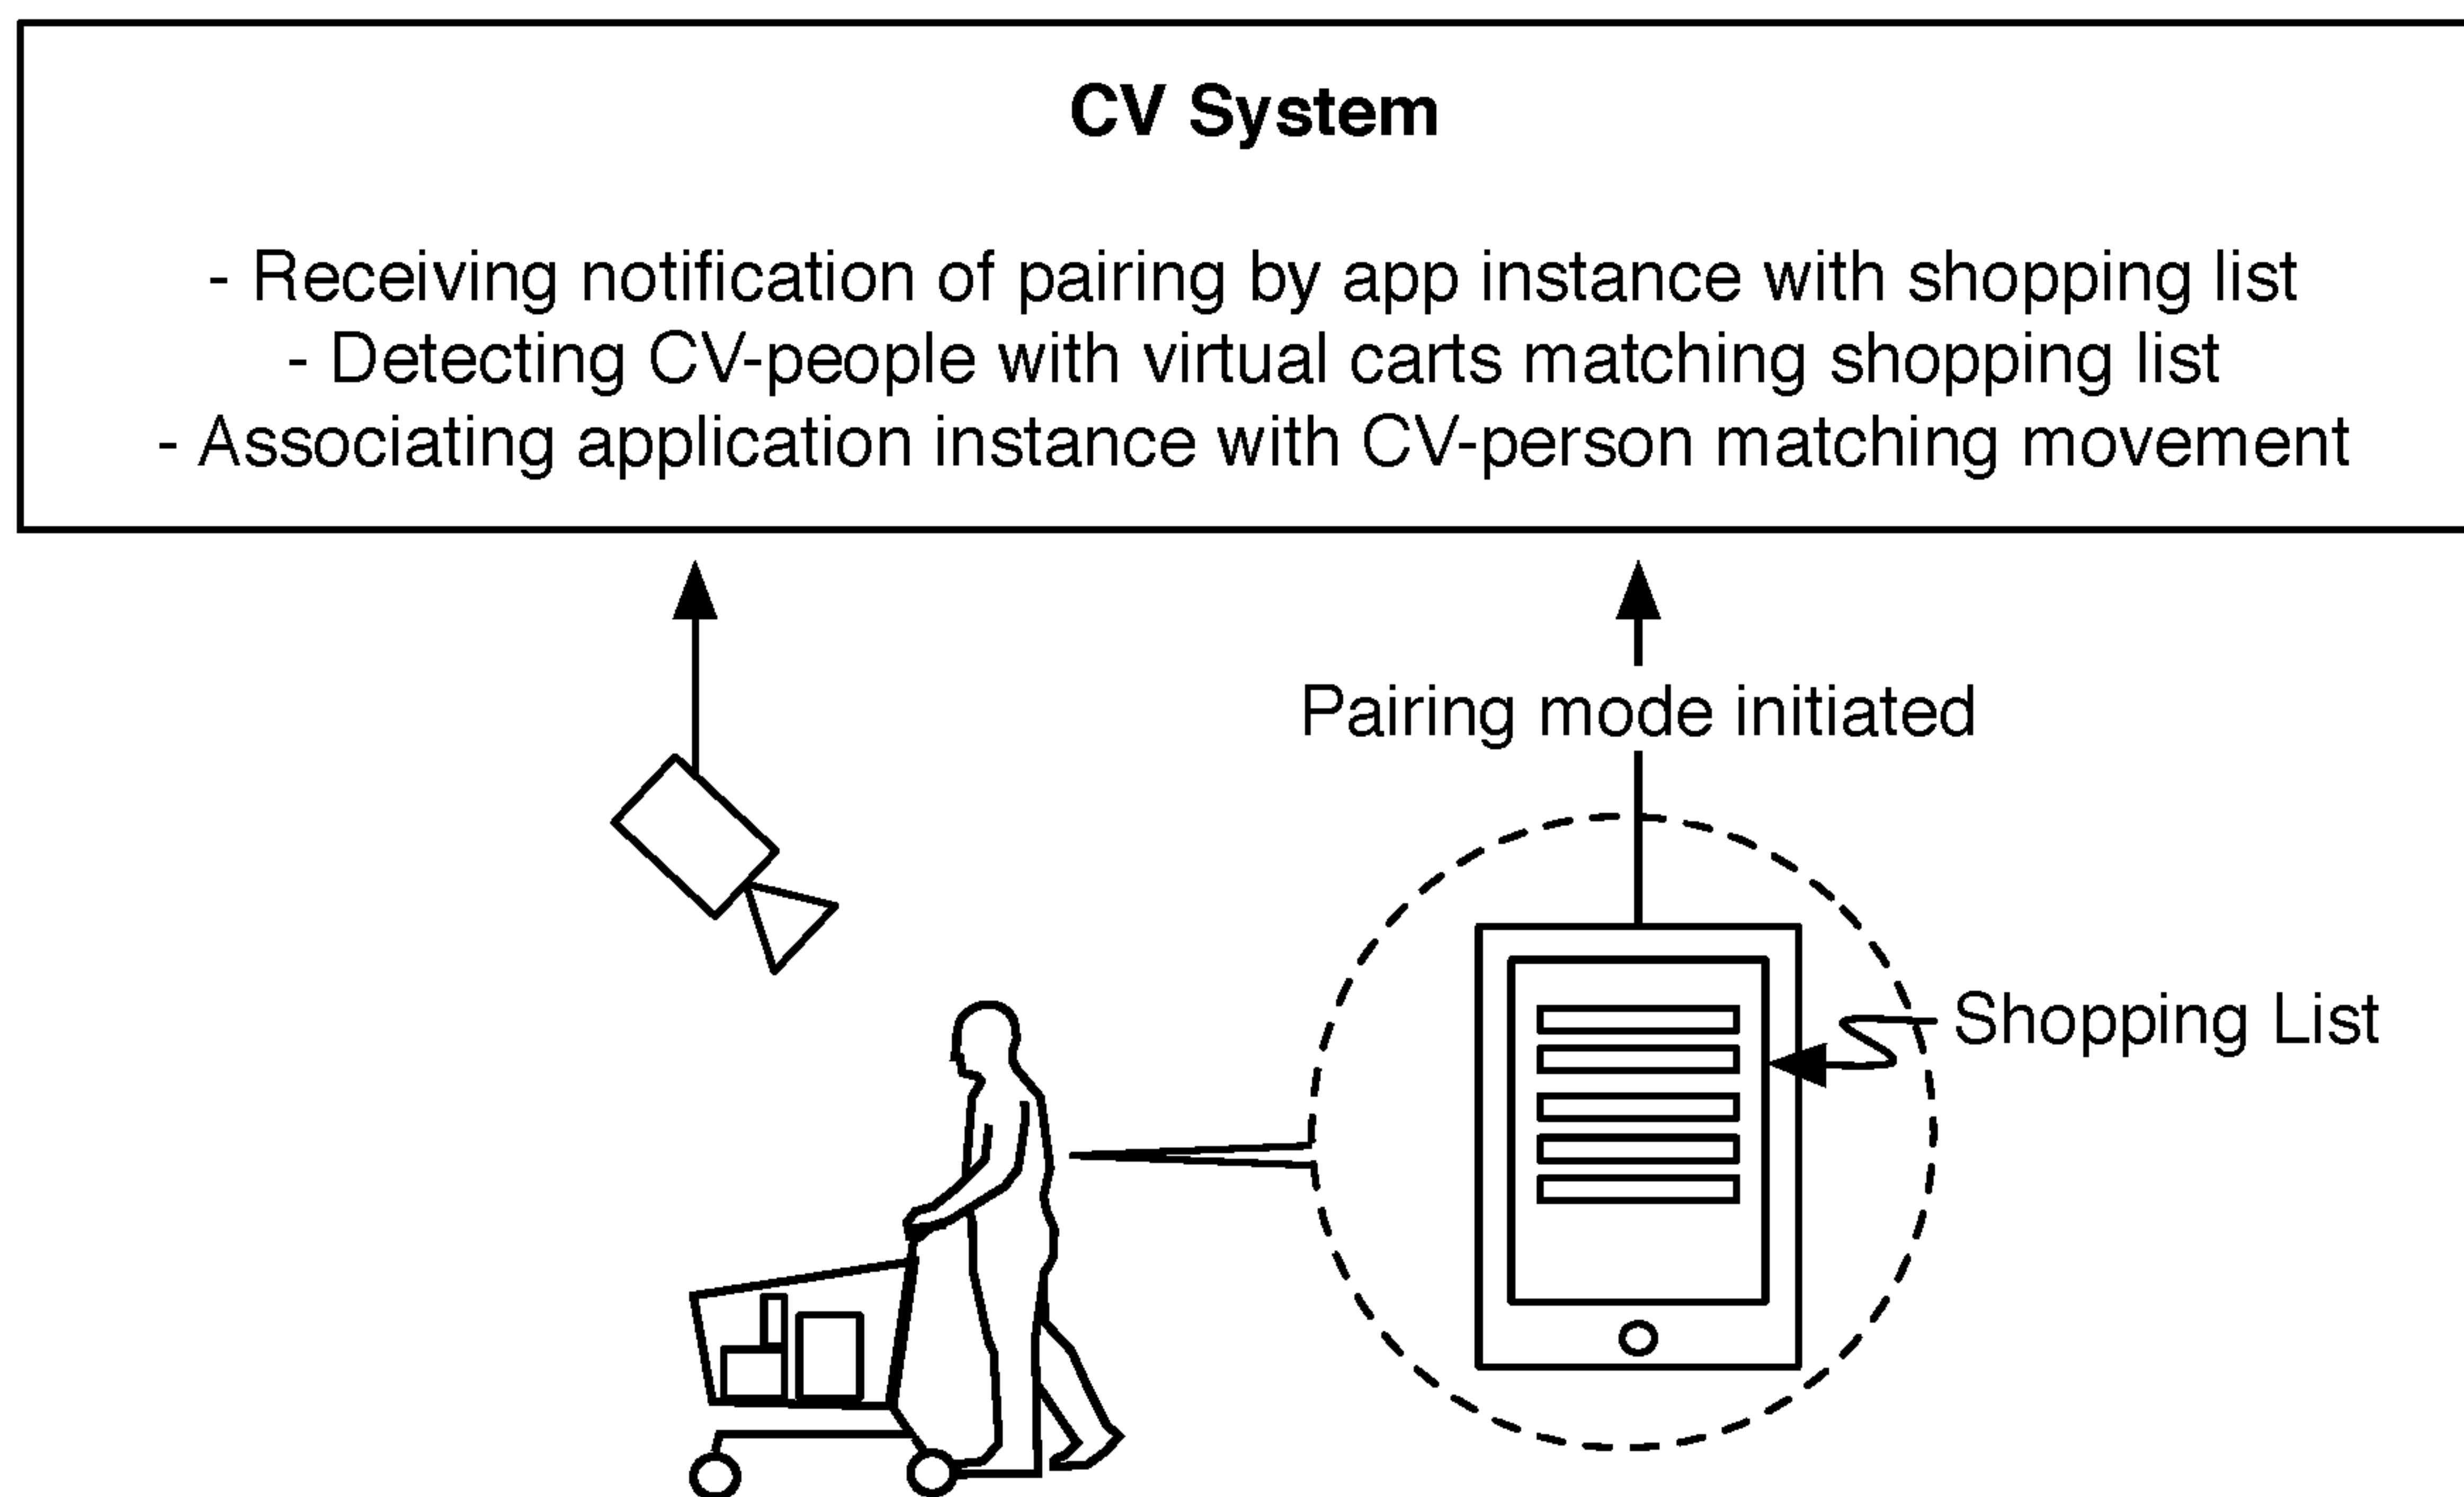 CV System
- Receiving notification of pairing by app instance with shopping list
- Detecting CV-people with virtual carts matching shopping list
- Associating application instance with CV-person matching movement
Pairing mode initiated
Shopping List